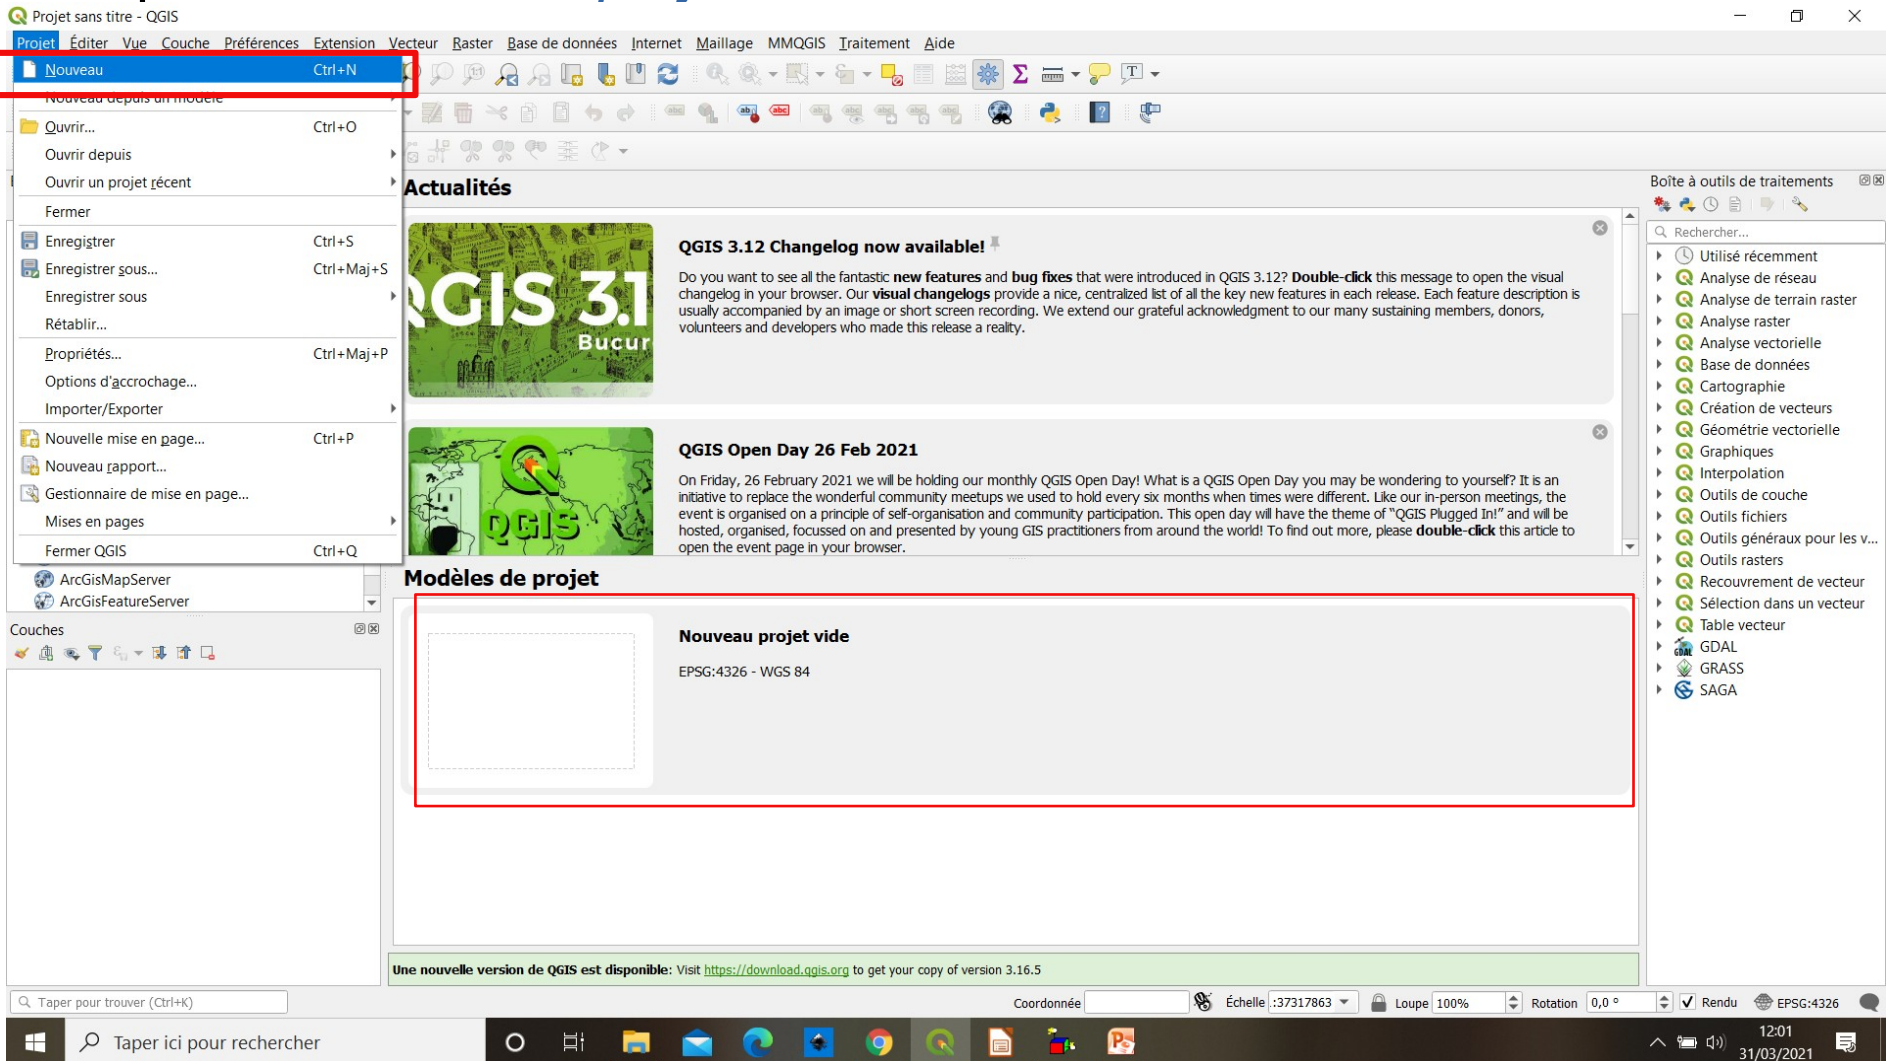 Projet sans titre - QGIS
Projet Éditer Vue Couche Préférences Extension Vecteur Raster Base de données Internet Maillage MMQGIS Traitement Aide
Nouveau Ctrl+N
Nouveau depuis un modèle
Ouvrir... Ctrl+O
Ouvrir depuis
Ouvrir un projet récent
Fermer
Enregistrer Ctrl+S
Enregistrer sous... Ctrl+Maj+S
Enregistrer sous
Rétablir...
Propriétés... Ctrl+Maj+P
Options d'accrochage...
Importer/Exporter
Nouvelle mise en page... Ctrl+P
Nouveau rapport...
Gestionnaire de mise en page...
Mises en pages
Fermer QGIS Ctrl+Q
ArcGisMapServer
ArcGisFeatureServer
Couches
Actualités
QGIS 3.1
Bucur
QGIS 3.12 Changelog now available!
Do you want to see all the fantastic new features and bug fixes that were introduced in QGIS 3.12? Double-click this message to open the visual
changelog in your browser. Our visual changelogs provide a nice, centralized list of all the key new features in each release. Each feature description is
usually accompanied by an image or short screen recording. We extend our grateful acknowledgment to our many sustaining members, donors,
volunteers and developers who made this release a reality.
QGIS
QGIS Open Day 26 Feb 2021
On Friday, 26 February 2021 we will be holding our monthly QGIS Open Day! What is a QGIS Open Day you may be wondering to yourself? It is an
initiative to replace the wonderful community meetups we used to hold every six months when times were different. Like our in-person meetings, the
event is organised on a principle of self-organisation and community participation. This open day will have the theme of “QGIS Plugged In!” and will be
hosted, organised, focussed on and presented by young GIS practitioners from around the world! To find out more, please double-click this article to
open the event page in your browser.
Modèles de projet
Nouveau projet vide
EPSG:4326 - WGS 84
Une nouvelle version de QGIS est disponible: Visit https://download.qgis.org to get your copy of version 3.16.5
Boîte à outils de traitements
Rechercher...
Utilisé récemment
Analyse de réseau
Analyse de terrain raster
Analyse raster
Analyse vectorielle
Base de données
Cartographie
Création de vecteurs
Géométrie vectorielle
Graphiques
Interpolation
Outils de couche
Outils fichiers
Outils généraux pour les v...
Outils rasters
Recouvrement de vecteur
Sélection dans un vecteur
Table vecteur
GDAL
GRASS
SAGA
Taper pour trouver (Ctrl+K)
Coordonnée Échelle .:37317863 Loupe 100% Rotation 0,0 ° Rendu EPSG:4326
Taper ici pour rechercher
12:01
31/03/2021